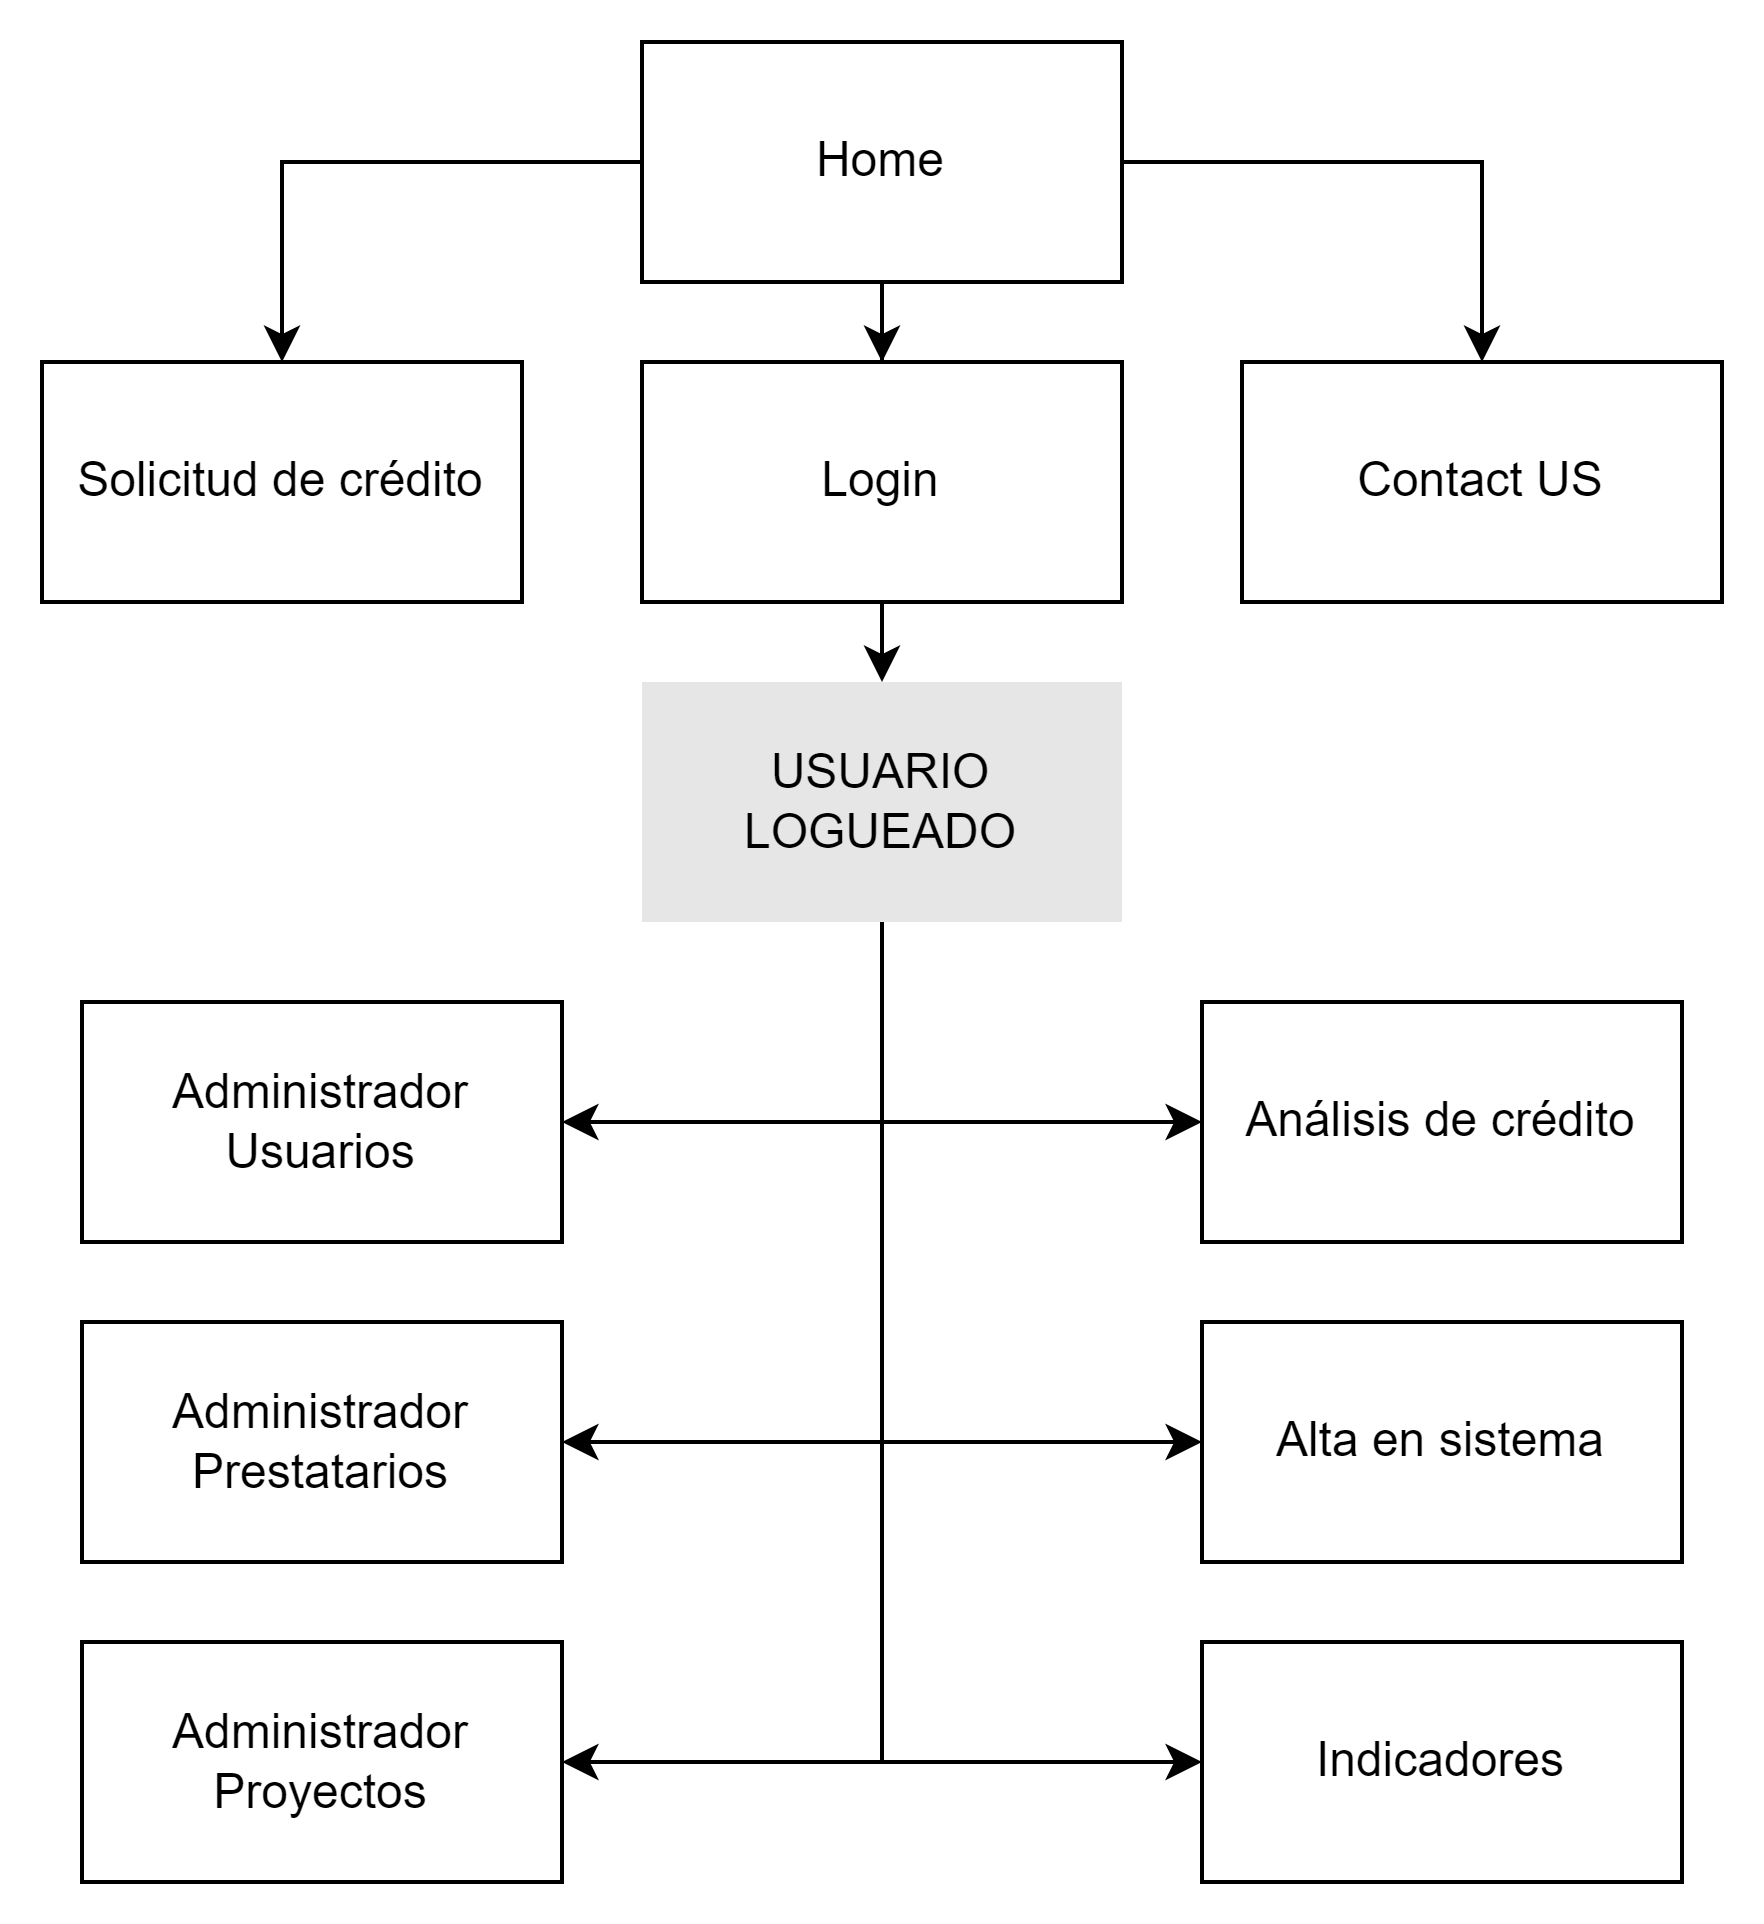 Home
Solicitud de crédito
Login
Contact US
USUARIO
LOGUEADO
Administrador
Usuarios
Análisis de crédito
Administrador
Prestatarios
Alta en sistema
Administrador
Proyectos
Indicadores